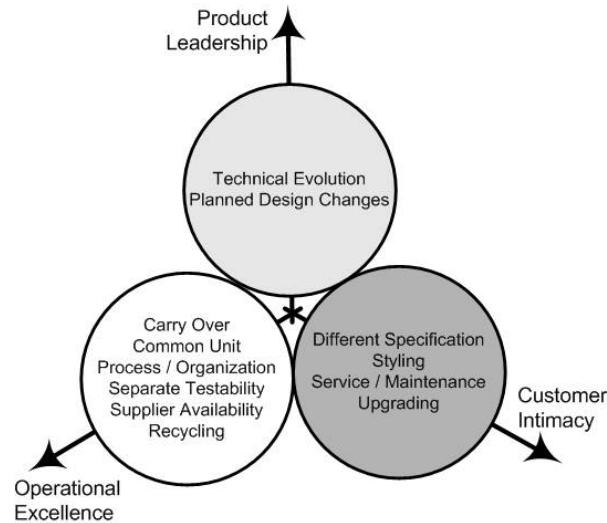 Product
Leadership
Technical Evolution
Planned Design Changes
Carry Over
Common Unit
Process / Organization
Separate Testability
Supplier Availability
Recycling
Different Specification
Styling
Service / Maintenance
Upgrading
Customer
Intimacy
Operational
Excellence